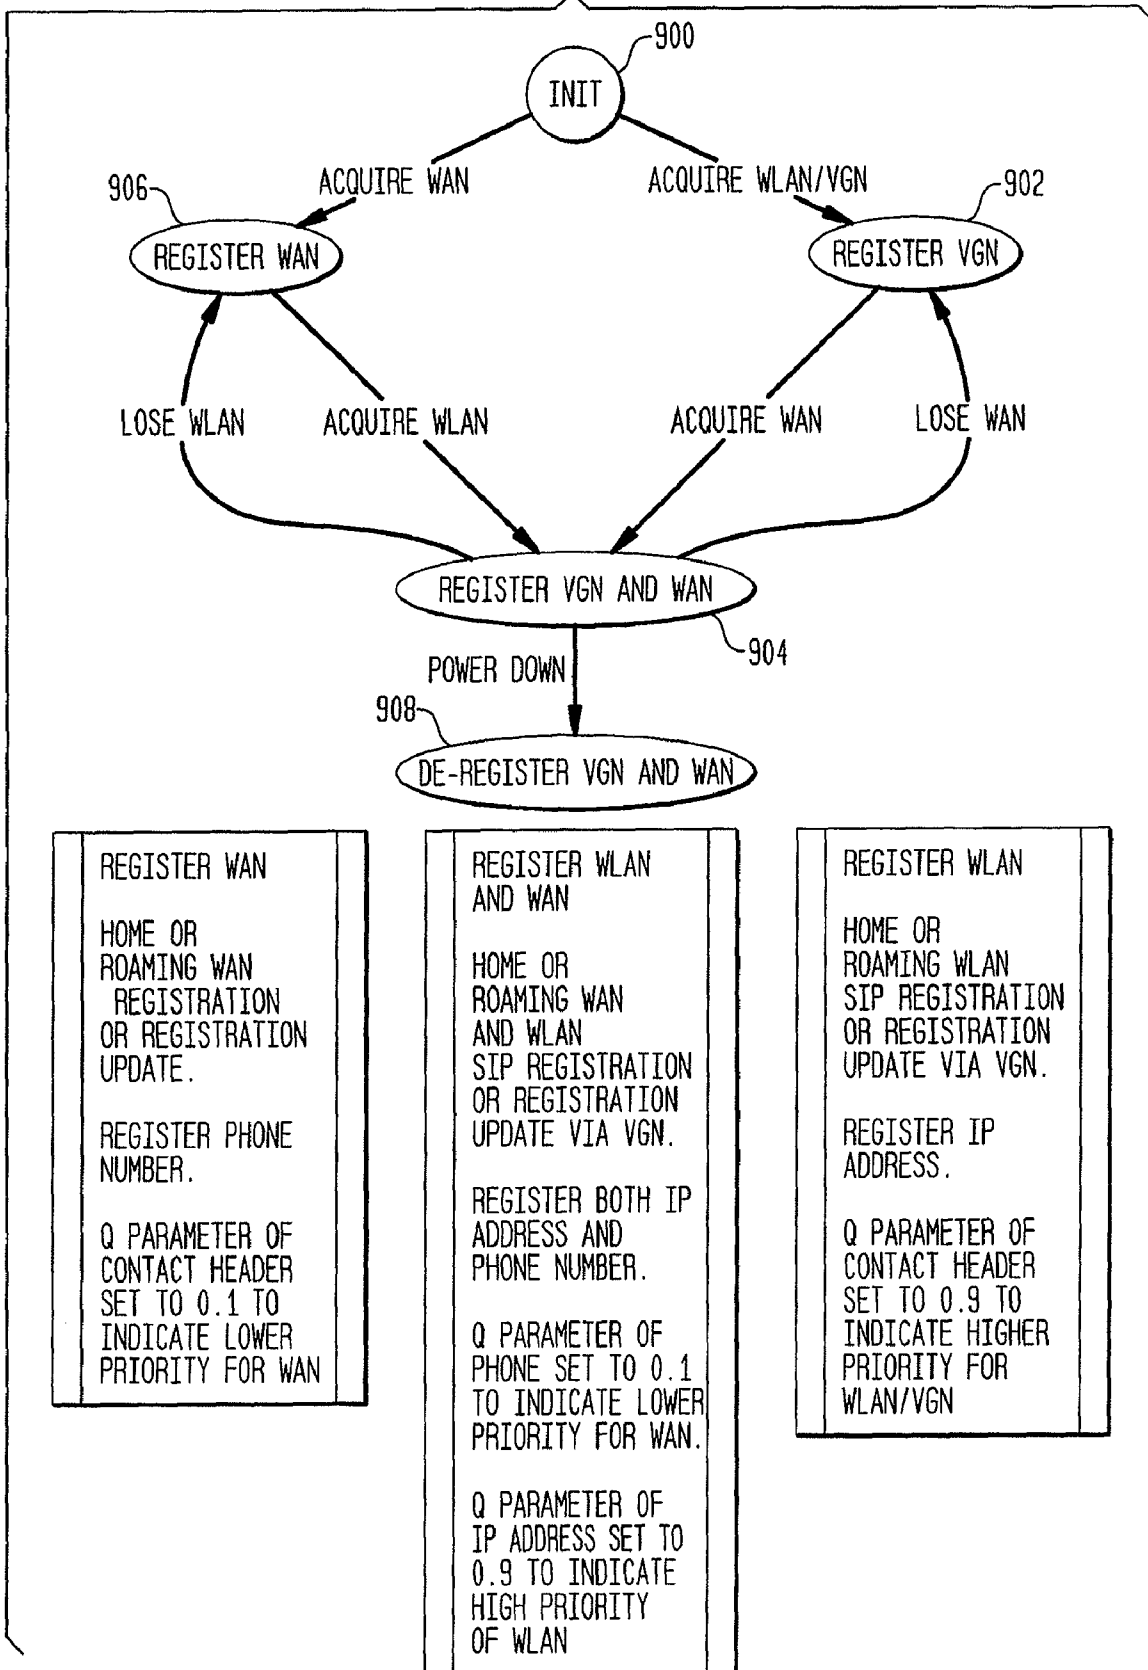 900
INIT
ACQUIRE WAN
ACQUIRE WLAN/VGN
906
902
REGISTER WAN
REGISTER VGN
LOSE WLAN
ACQUIRE WLAN
ACQUIRE WAN
LOSE WAN
REGISTER VGN AND WAN
904
POWER DOWN
908
DE-REGISTER VGN AND WAN
REGISTER WAN
HOME OR
ROAMING WAN
REGISTRATION
OR REGISTRATION
UPDATE.
REGISTER PHONE
NUMBER.
Q PARAMETER OF
CONTACT HEADER
SET TO 0.1 TO
INDICATE LOWER
PRIORITY FOR WAN
REGISTER WLAN
AND WAN
HOME OR
ROAMING WAN
AND WLAN
SIP REGISTRATION
OR REGISTRATION
UPDATE VIA VGN.
REGISTER BOTH IP
ADDRESS AND
PHONE NUMBER.
Q PARAMETER OF
PHONE SET TO 0.1
TO INDICATE LOWER
PRIORITY FOR WAN.
Q PARAMETER OF
IP ADDRESS SET TO
0.9 TO INDICATE
HIGH PRIORITY
OF WLAN
REGISTER WLAN
HOME OR
ROAMING WLAN
SIP REGISTRATION
OR REGISTRATION
UPDATE VIA VGN.
REGISTER IP
ADDRESS.
Q PARAMETER OF
CONTACT HEADER
SET TO 0.9 TO
INDICATE HIGHER
PRIORITY FOR
WLAN/VGN